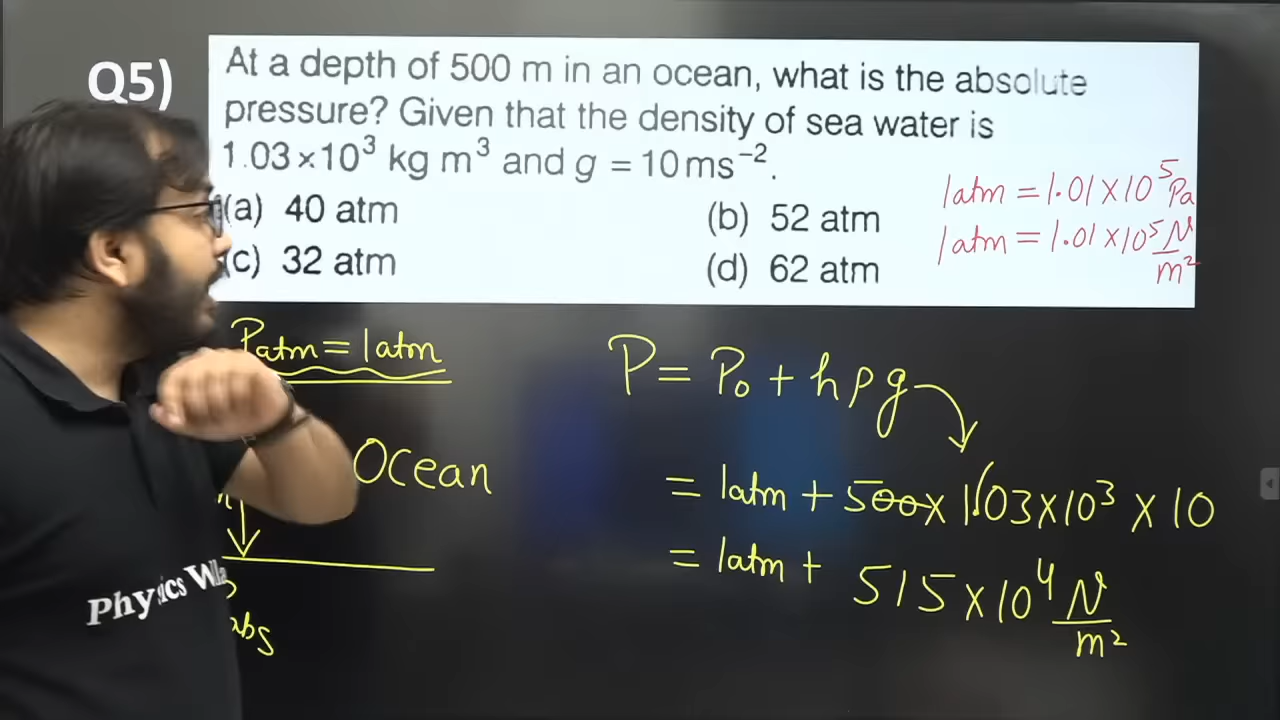 Q5)
At a depth of 500 m in an ocean, what is the absolute
pressure? Given that the density of sea water is
1.03×10³ kg m³ and g = 10 ms⁻².
(a) 40 atm
(b) 52 atm
(c) 32 atm
(d) 62 atm
1atm = 1.01 × 10⁵ Pa
1atm = 1.01 × 10⁵ N/m²
Patm = 1atm
Ocean
abs
P = P₀ + hρg
= 1atm + 500 × 1.03 × 10³ × 10
= 1atm + 515 × 10⁴ N/m²
Physics Wa